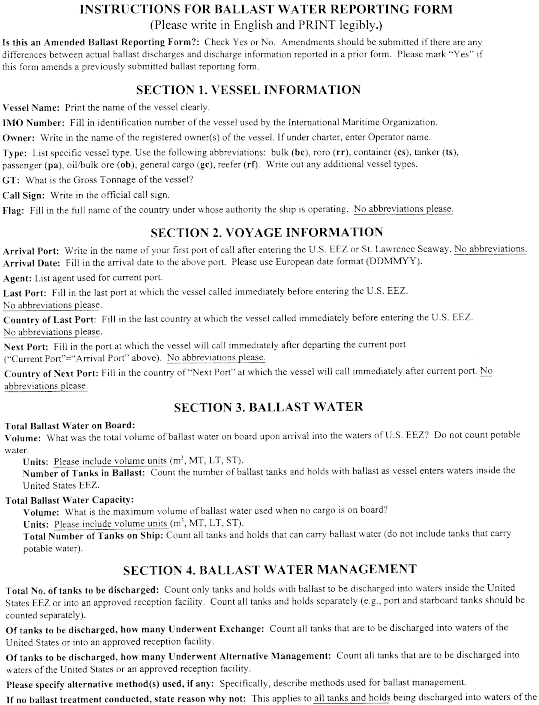 INSTRUCTIONS FOR BALLAST WATER REPORTING FORM
(Please write in English and PRINT legibly.)
Is this an Amended Ballast Reporting Form?: Check Yes or No. Amendments should be submitted if there are any
differences between actual ballast discharges and discharge information reported in a prior form. Please mark "Yes" if
this form amends a previously submitted ballast reporting form.
SECTION 1. VESSEL INFORMATION
Vessel Name: Print the name of the vessel clearly.
IMO Number: Fill in identification number of the vessel used by the International Maritime Organization.
Owner: Write in the name of the registered owner(s) of the vessel. If under charter, enter Operator name.
Type: List specific vessel type. Use the following abbreviations: bulk (bc), roro (rr), container (cs), tanker (ts),
passenger (pa), oil/bulk ore (ob), general cargo (gc), reefer (rf). Write out any additional vessel types.
GT: What is the Gross Tonnage of the vessel?
Call Sign: Write in the official call sign.
Flag: Fill in the full name of the country under whose authority the ship is operating. No abbreviations please.
SECTION 2. VOYAGE INFORMATION
Arrival Port: Write in the name of your first port of call after entering the U.S. EEZ or St. Lawrence Seaway. No abbreviations.
Arrival Date: Fill in the arrival date to the above port. Please use European date format (DDMMYY).
Agent: List agent used for current port.
Last Port: Fill in the last port at which the vessel called immediately before entering the U.S. EEZ.
No abbreviations please.
Country of Last Port: Fill in the last country at which the vessel called immediately before entering the U.S. EEZ.
No abbreviations please.
Next Port: Fill in the port at which the vessel will call immediately after departing the current port
("Current Port"="Arrival Port" above). No abbreviations please.
Country of Next Port: Fill in the country of "Next Port" at which the vessel will call immediately after current port. No
abbreviations please.
SECTION 3. BALLAST WATER
Total Ballast Water on Board:
Volume: What was the total volume of ballast water on board upon arrival into the waters of U.S. EEZ? Do not count potable
water.
Units: Please include volume units (m³, MT, LT, ST).
Number of Tanks in Ballast: Count the number of ballast tanks and holds with ballast as vessel enters waters inside the
United States EEZ.
Total Ballast Water Capacity:
Volume: What is the maximum volume of ballast water used when no cargo is on board?
Units: Please include volume units (m³, MT, LT, ST).
Total Number of Tanks on Ship: Count all tanks and holds that can carry ballast water (do not include tanks that carry
potable water).
SECTION 4. BALLAST WATER MANAGEMENT
Total No. of tanks to be discharged: Count only tanks and holds with ballast to be discharged into waters inside the United
States EEZ or into an approved reception facility. Count all tanks and holds separately (e.g., port and starboard tanks should be
counted separately).
Of tanks to be discharged, how many Underwent Exchange: Count all tanks that are to be discharged into waters of the
United States or into an approved reception facility.
Of tanks to be discharged, how many Underwent Alternative Management: Count all tanks that are to be discharged into
waters of the United States or an approved reception facility.
Please specify alternative method(s) used, if any: Specifically, describe methods used for ballast management.
If no ballast treatment conducted, state reason why not: This applies to all tanks and holds being discharged into waters of the